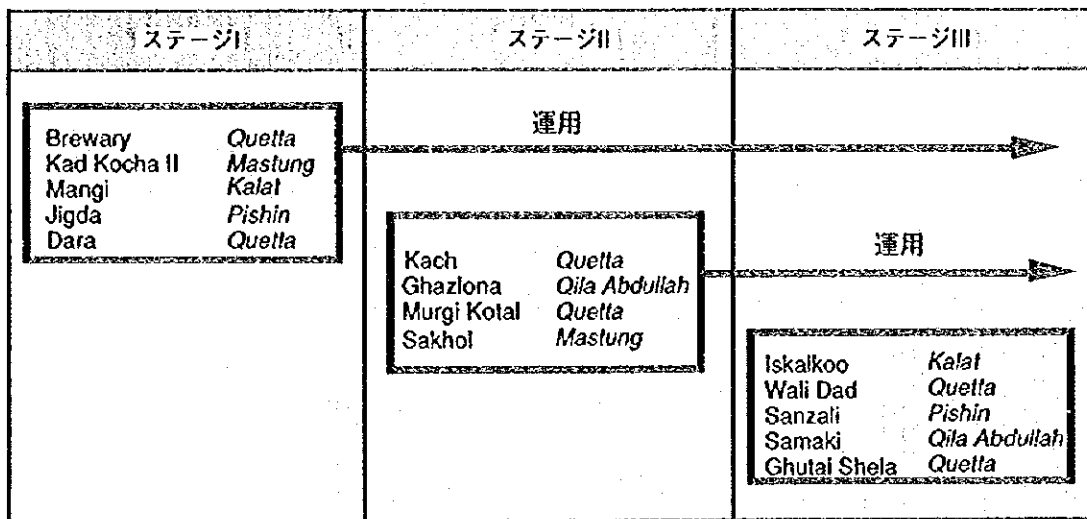 ステージI ステージII ステージIII
Brewary Quetta
Kad Kocha II Mastung
Mangi Kalat
Jigda Pishin
Dara Quetta
運用
Kach Quetta
Ghazlona Qila Abdullah
Murgi Kotal Quetta
Sakhol Mastung
運用
Iskalkoo Kalat
Wali Dad Quetta
Sanzali Pishin
Samaki Qila Abdullah
Ghutai Shela Quetta